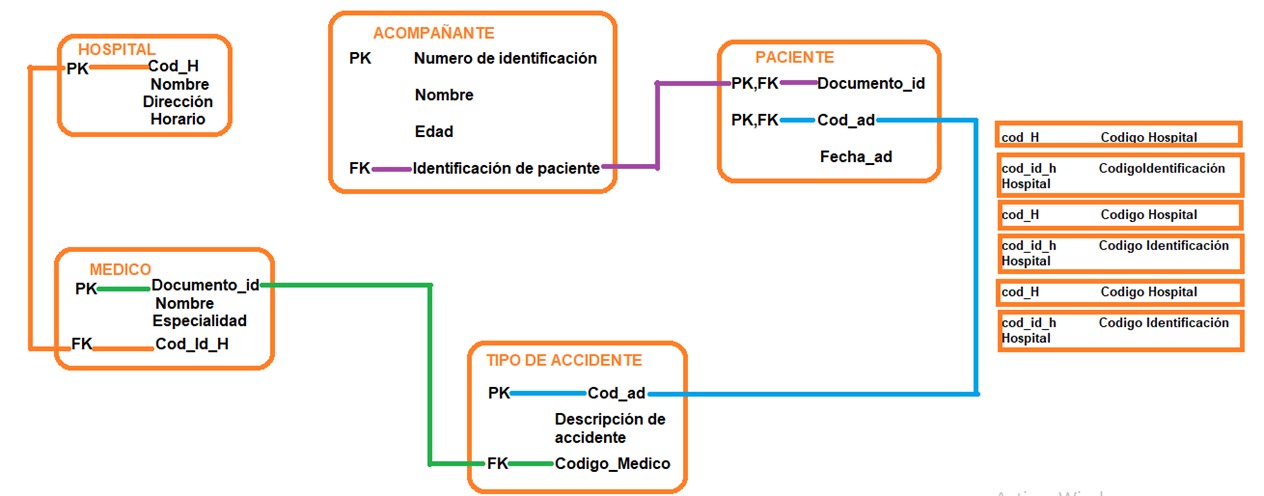 HOSPITAL
PK Cod_H
Nombre
Dirección
Horario
ACOMPAÑANTE
PK Numero de identificación
Nombre
Edad
FK Identificación de paciente
PACIENTE
PK,FK Documento_id
PK,FK Cod_ad
Fecha_ad
cod_H Codigo Hospital
cod_id_h CodigoIdentificación
Hospital
cod_H Codigo Hospital
cod_id_h Codigo Identificación
Hospital
cod_H Codigo Hospital
cod_id_h Codigo Identificación
Hospital
MEDICO
PK Documento_id
Nombre
Especialidad
FK Cod_Id_H
TIPO DE ACCIDENTE
PK Cod_ad
Descripción de
accidente
FK Codigo_Medico